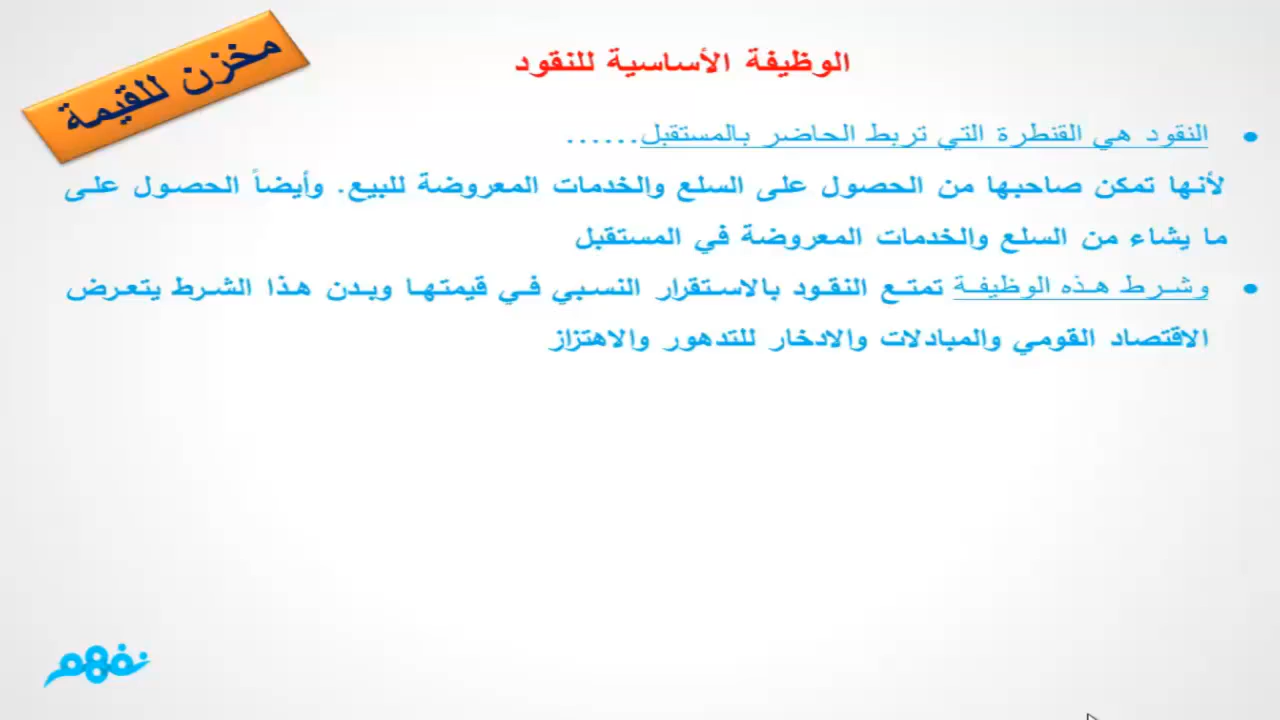 مخزن للقيمة
الوظيفة الأساسية للنقود
• النقود هي القنطرة التي تربط الحاضر بالمستقبل......
لأنها تمكن صاحبها من الحصول على السلع والخدمات المعروضة للبيع. وأيضاً الحصول على
ما يشاء من السلع والخدمات المعروضة في المستقبل
• وشرط هذه الوظيفة تمتع النقود بالاستقرار النسبي في قيمتها وبدن هذا الشرط يتعرض
الاقتصاد القومي والمبادلات والادخار للتدهور والاهتزاز
نفهم